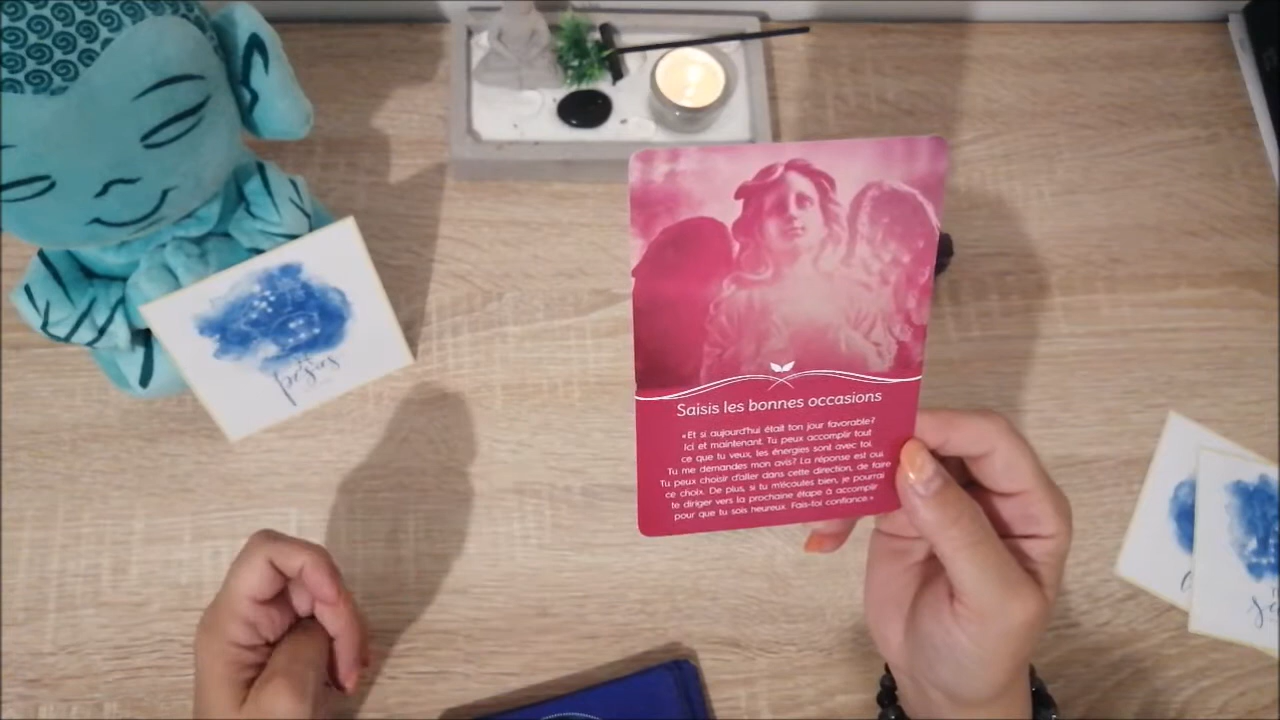 Saisis les bonnes occasions
«Et si aujourd'hui était ton jour favorable?
Ici et maintenant. Tu peux accomplir tout
ce que tu veux, les énergies sont avec toi.
Tu me demandes mon avis? La réponse est oui.
Tu peux choisir d'aller dans cette direction, de faire
ce choix. De plus, si tu m'écoutes bien, je pourrai
te diriger vers la prochaine étape à accomplir
pour que tu sois heureux. Fais-toi confiance.»